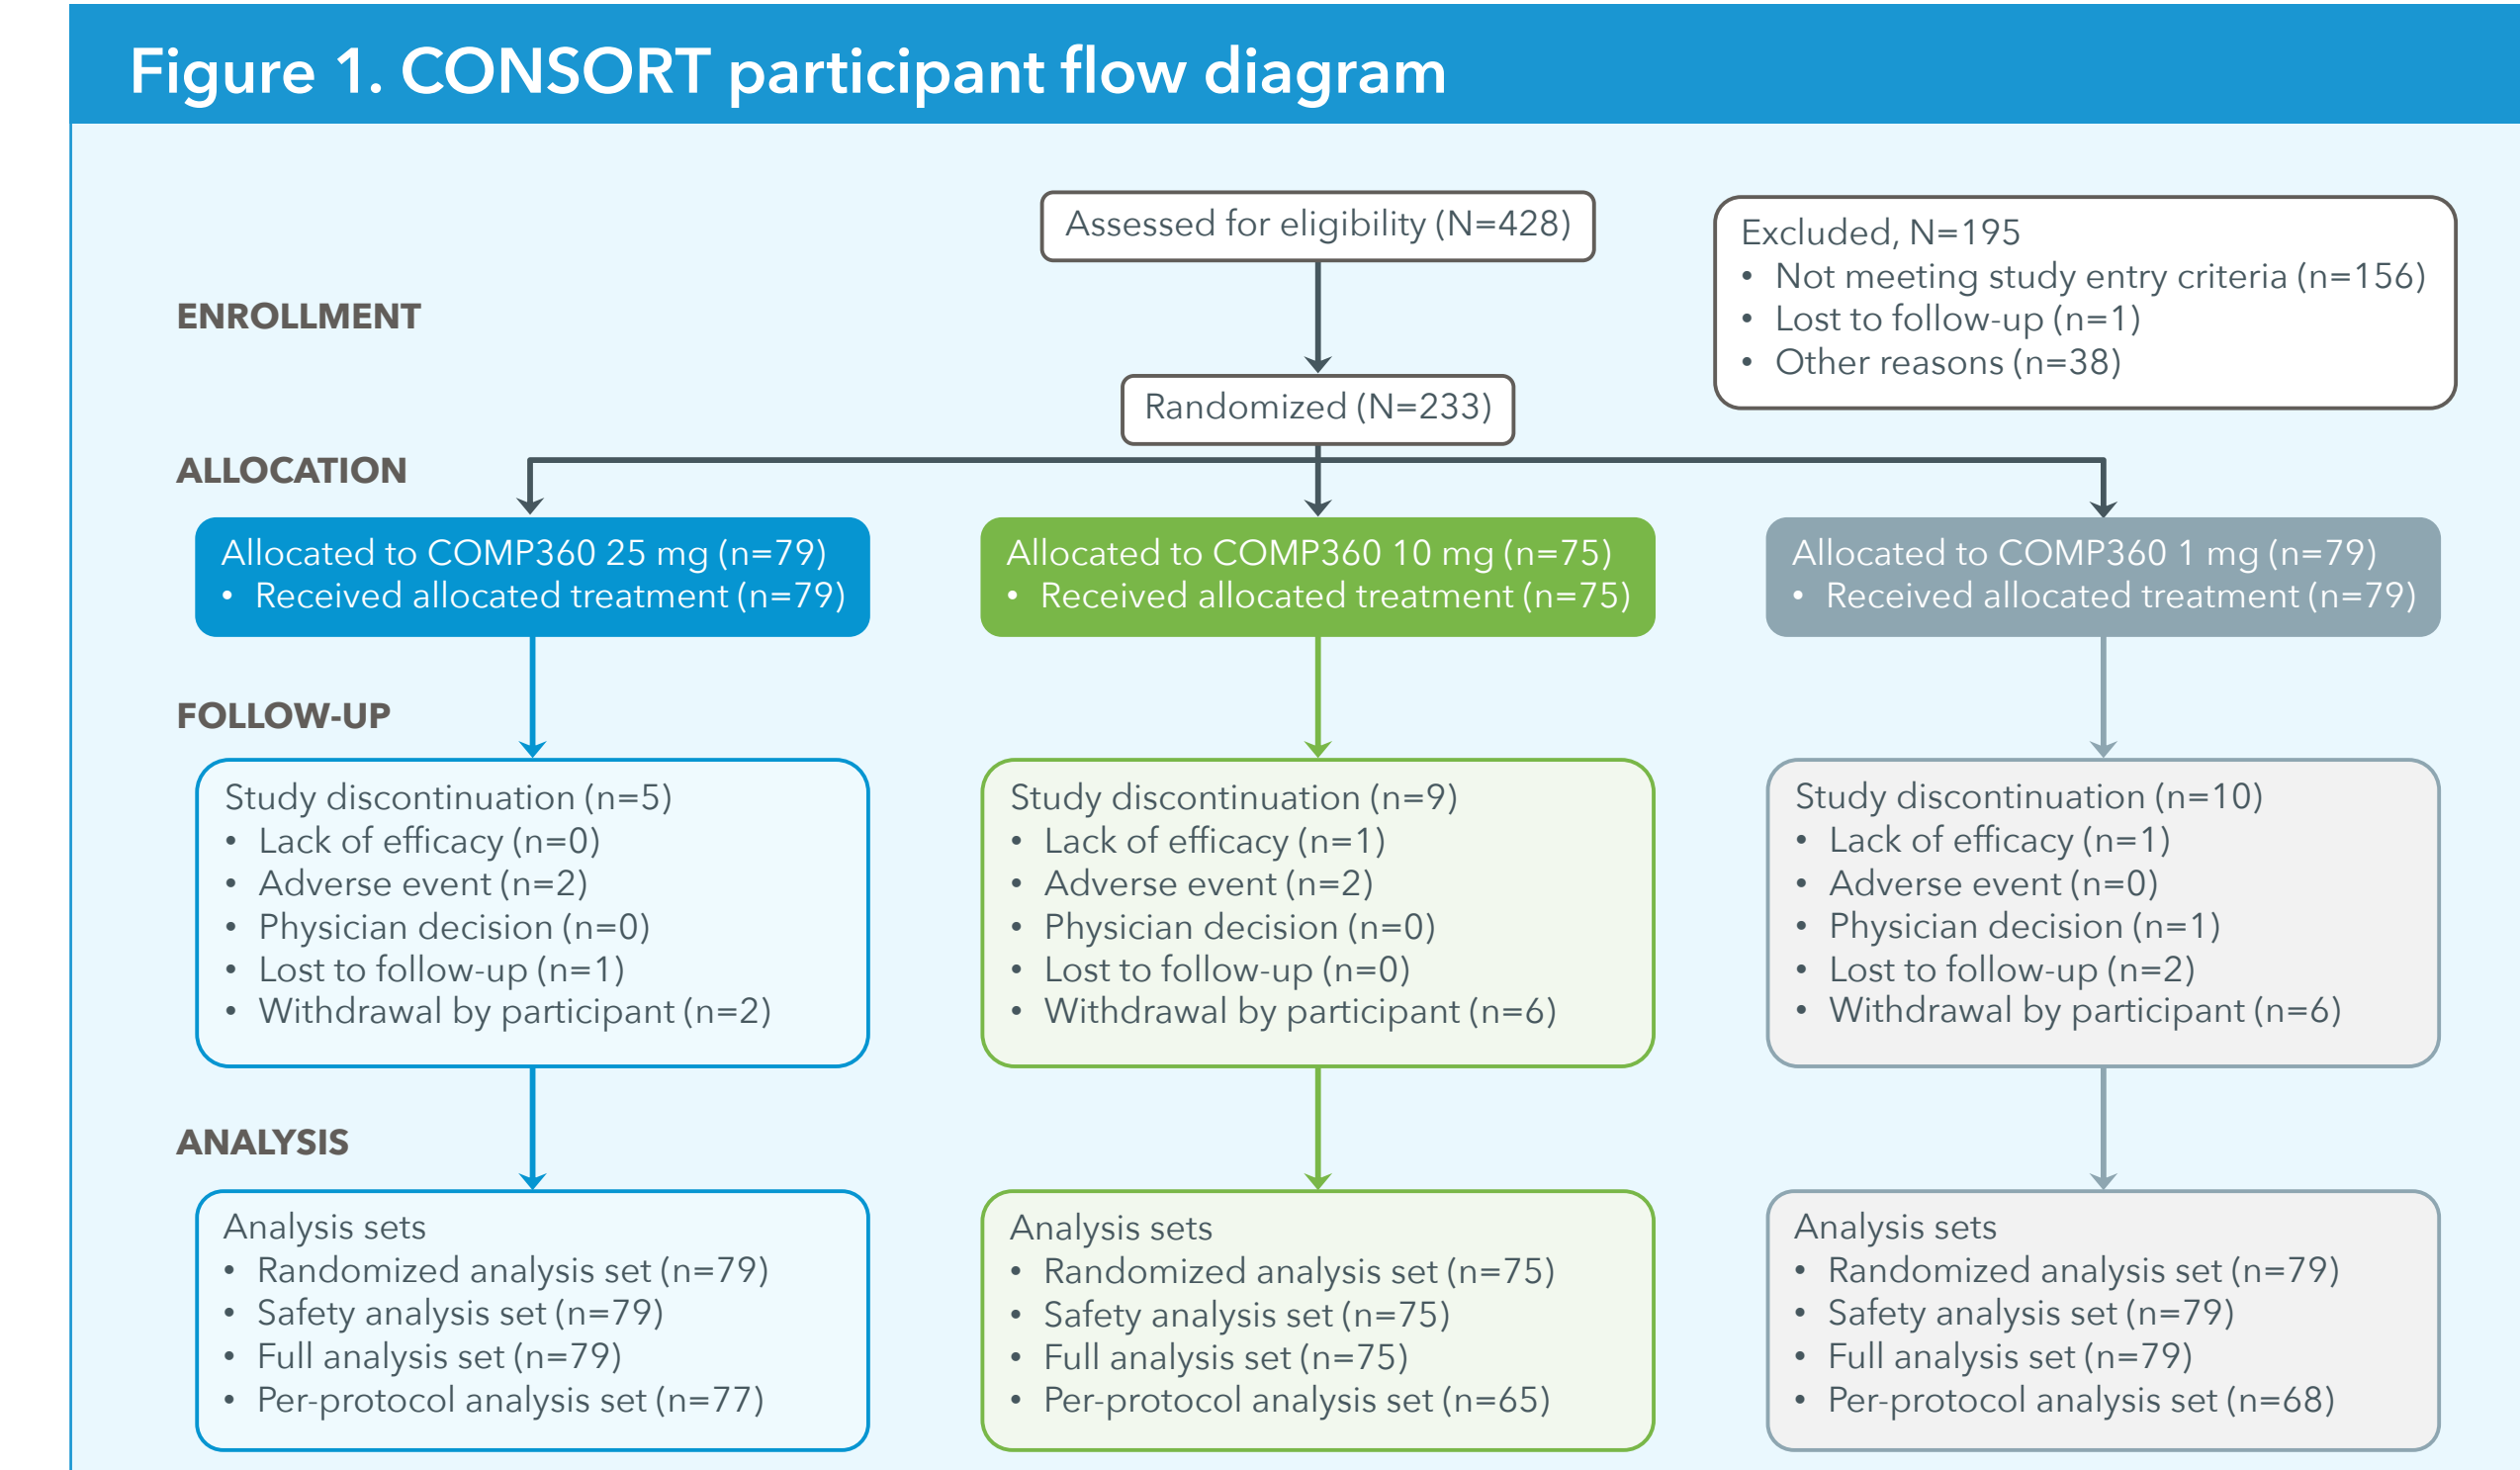 Figure 1. CONSORT participant flow diagram
Assessed for eligibility (N=428)
Excluded, N=195
• Not meeting study entry criteria (n=156)
• Lost to follow-up (n=1)
• Other reasons (n=38)
ENROLLMENT
Randomized (N=233)
ALLOCATION
Allocated to COMP360 25 mg (n=79)
• Received allocated treatment (n=79)
Allocated to COMP360 10 mg (n=75)
• Received allocated treatment (n=75)
Allocated to COMP360 1 mg (n=79)
• Received allocated treatment (n=79)
FOLLOW-UP
Study discontinuation (n=5)
• Lack of efficacy (n=0)
• Adverse event (n=2)
• Physician decision (n=0)
• Lost to follow-up (n=1)
• Withdrawal by participant (n=2)
Study discontinuation (n=9)
• Lack of efficacy (n=1)
• Adverse event (n=2)
• Physician decision (n=0)
• Lost to follow-up (n=0)
• Withdrawal by participant (n=6)
Study discontinuation (n=10)
• Lack of efficacy (n=1)
• Adverse event (n=0)
• Physician decision (n=1)
• Lost to follow-up (n=2)
• Withdrawal by participant (n=6)
ANALYSIS
Analysis sets
• Randomized analysis set (n=79)
• Safety analysis set (n=79)
• Full analysis set (n=79)
• Per-protocol analysis set (n=77)
Analysis sets
• Randomized analysis set (n=75)
• Safety analysis set (n=75)
• Full analysis set (n=75)
• Per-protocol analysis set (n=65)
Analysis sets
• Randomized analysis set (n=79)
• Safety analysis set (n=79)
• Full analysis set (n=79)
• Per-protocol analysis set (n=68)